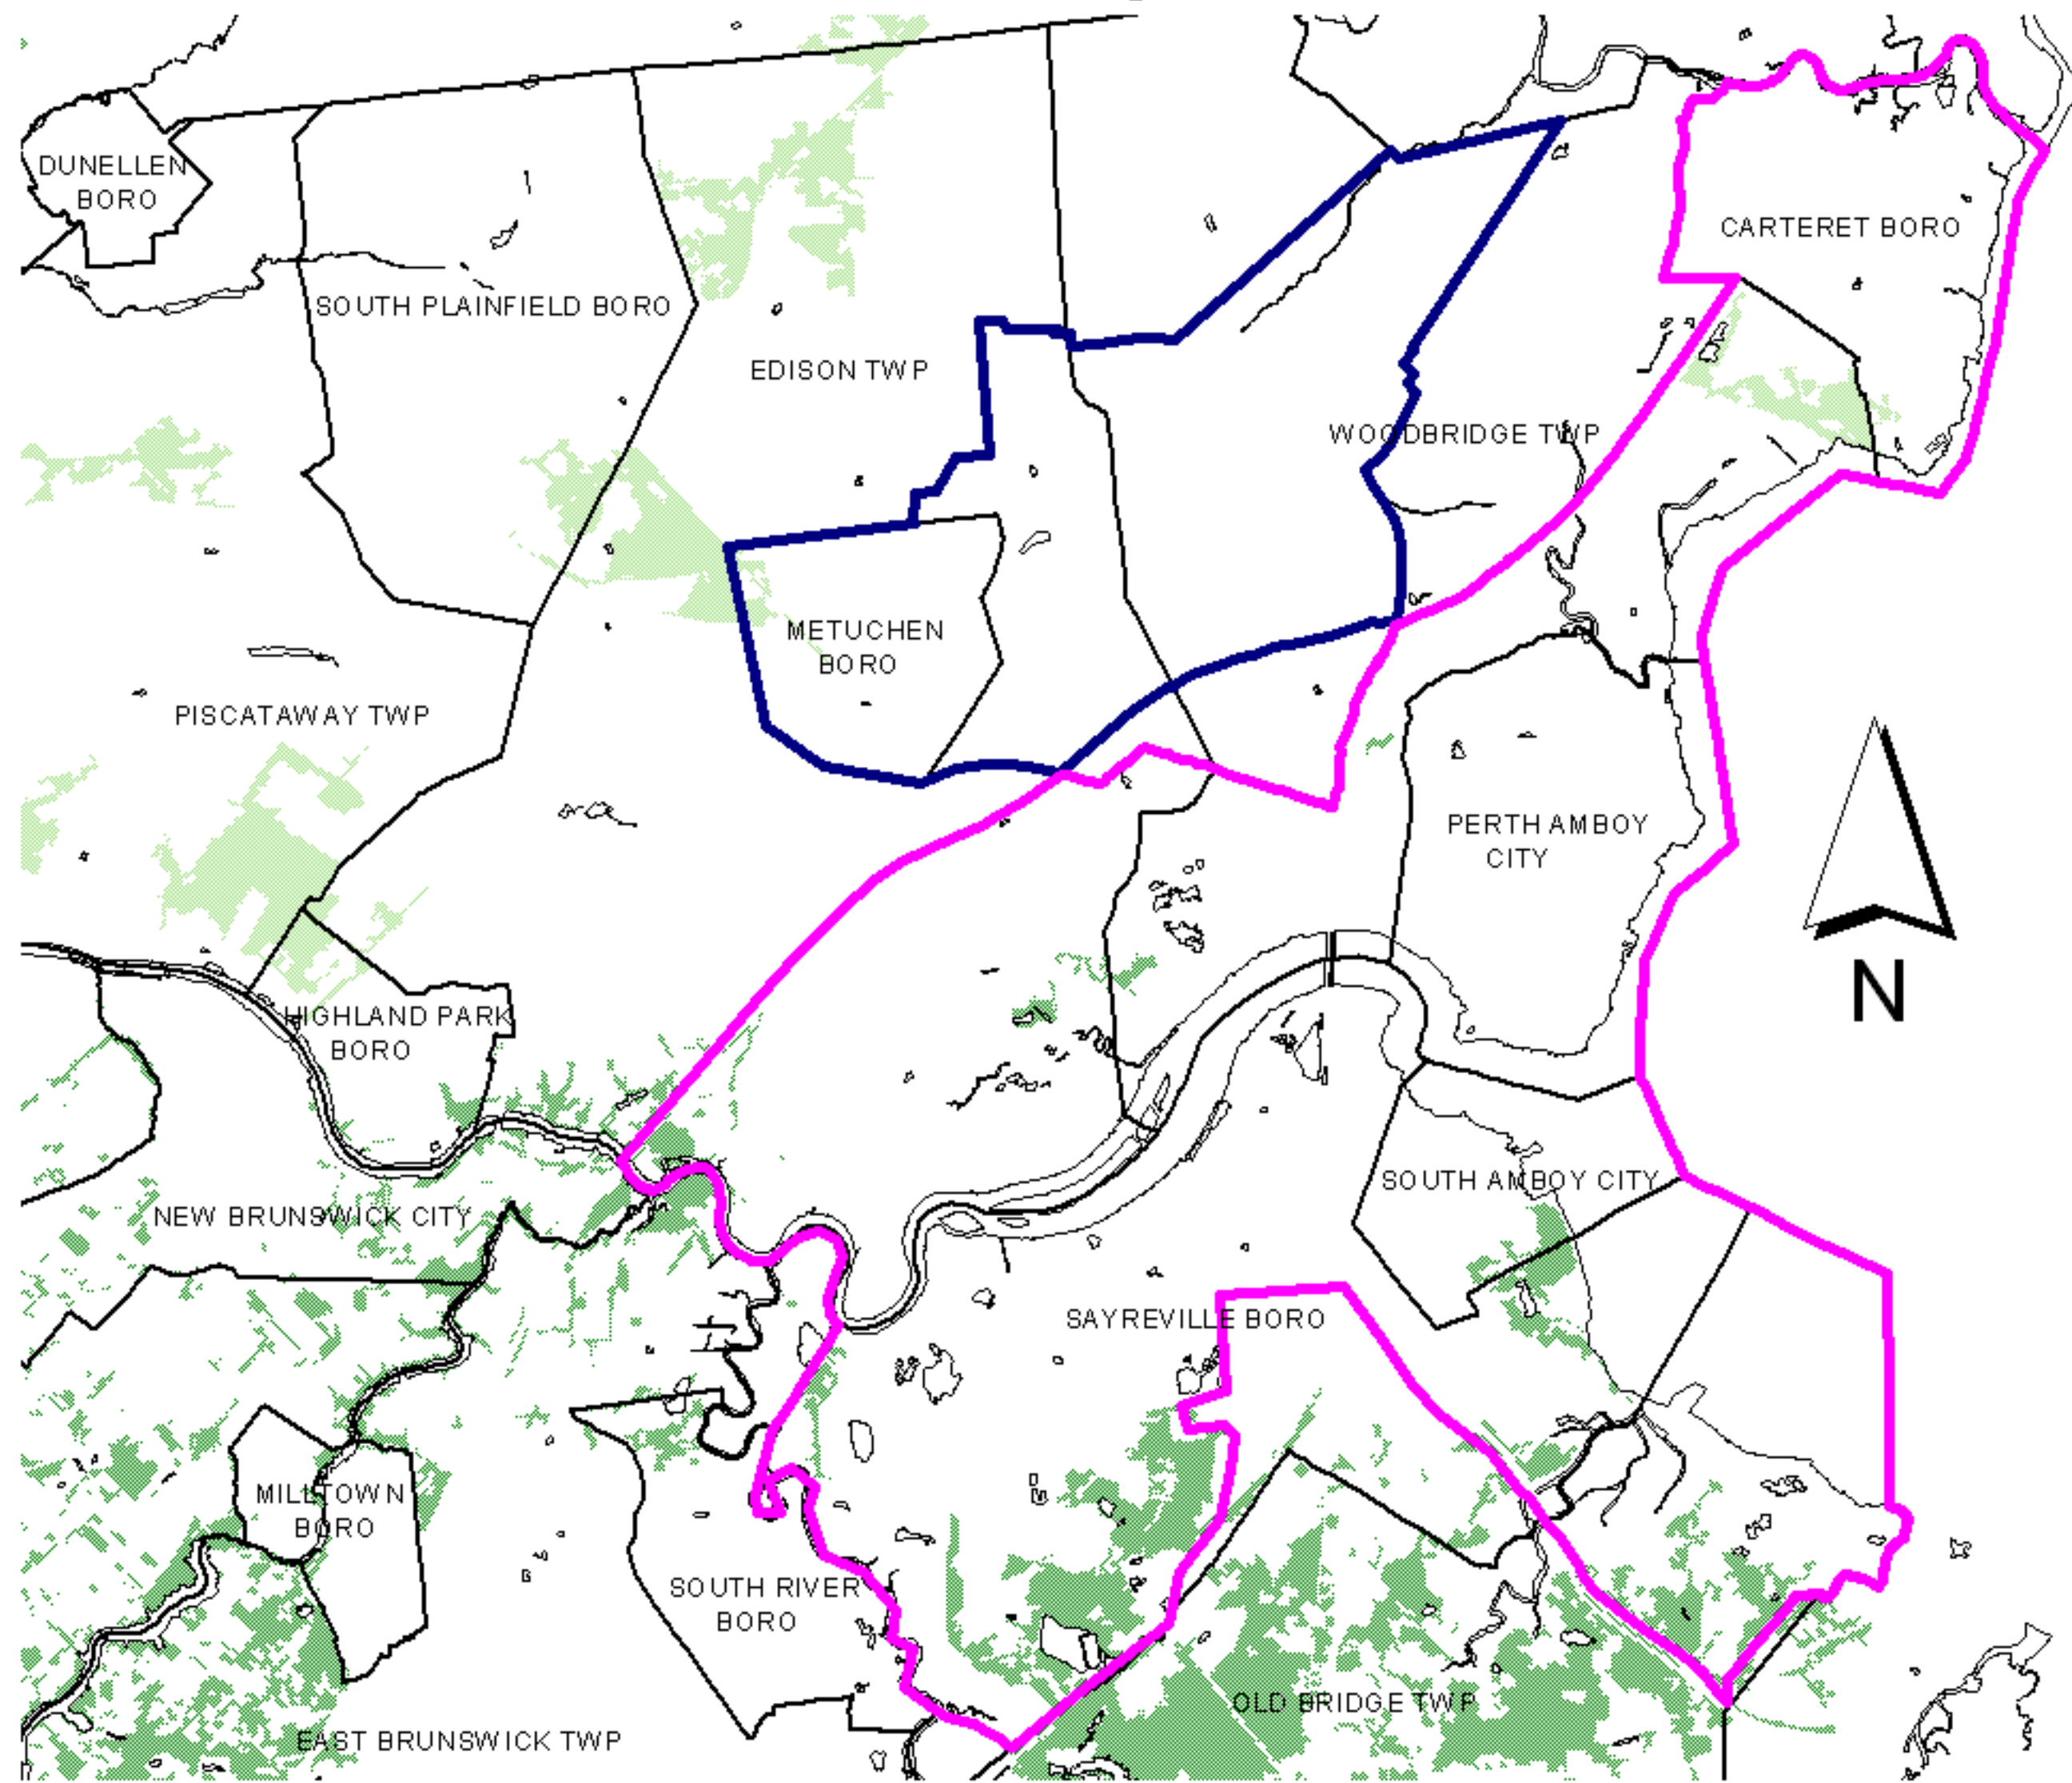 DUNELLEN
BORO
CARTERET BORO
SOUTH PLAINFIELD BORO
EDISON TWP
WOODBRIDGE TWP
METUCHEN
BORO
PISCATAWAY TWP
PERTH AMBOY
CITY
N
HIGHLAND PARK
BORO
SOUTH AMBOY CITY
NEW BRUNSWICK CITY
SAYREVILLE BORO
MILLTOWN
BORO
SOUTH RIVER
BORO
OLD BRIDGE TWP
EAST BRUNSWICK TWP